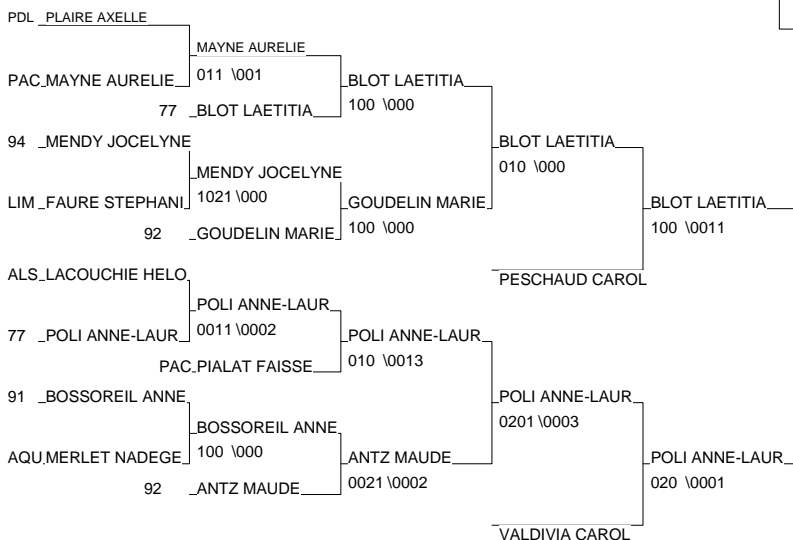 PDL PLAIRE AXELLE
MAYNE AURELIE
PAC MAYNE AURELIE
011 \001
BLOT LAETITIA
77 BLOT LAETITIA
100 \000
94 MENDY JOCELYNE
BLOT LAETITIA
010 \000
MENDY JOCELYNE
LIM FAURE STEPHANI
1021 \000
GOUDELIN MARIE
BLOT LAETITIA
92 GOUDELIN MARIE
100 \000
100 \0011
ALS LACOUCHIE HELO
PESCHAUD CAROL
POLI ANNE-LAUR
77 POLI ANNE-LAUR
0011 \0002
POLI ANNE-LAUR
PAC PIALAT FAISSE
010 \0013
91 BOSSOREIL ANNE
POLI ANNE-LAUR
0201 \0003
BOSSOREIL ANNE
AQU MERLET NADEGE
100 \000
ANTZ MAUDE
POLI ANNE-LAUR
92 ANTZ MAUDE
0021 \0002
020 \0001
VALDIVIA CAROL